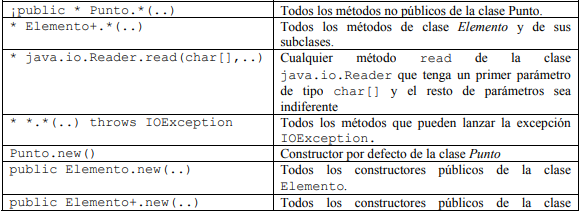 ¡public * Punto.*(..)
Todos los métodos no públicos de la clase Punto.
* Elemento+.*(..)
Todos los métodos de clase Elemento y de sus
subclases.
* java.io.Reader.read(char[],..)
Cualquier método read de la clase
java.io.Reader que tenga un primer parámetro
de tipo char[] y el resto de parámetros sea
indiferente
* *.*(..) throws IOException
Todos los métodos que pueden lanzar la excepción
IOException.
Punto.new()
Constructor por defecto de la clase Punto
public Elemento.new(..)
Todos los constructores públicos de la clase
Elemento.
public Elemento+.new(..)
Todos los constructores públicos de la clase